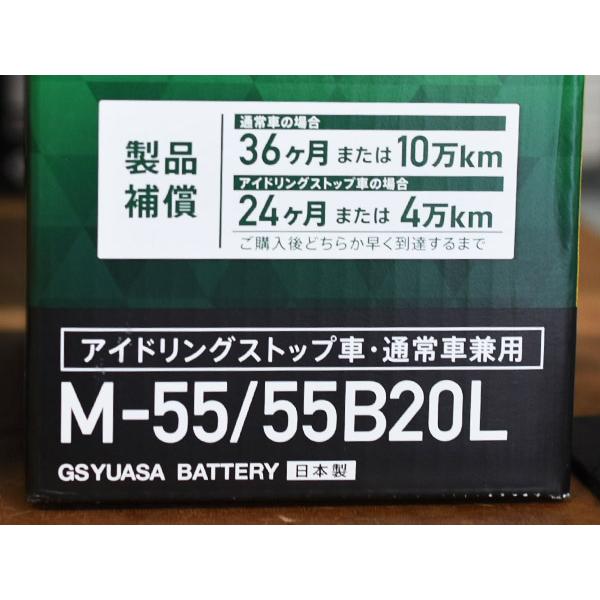 製品
補償
通常車の場合
36ヶ月 または 10万km
アイドリングストップ車の場合
24ヶ月 または 4万km
ご購入後どちらか早く到達するまで
アイドリングストップ車・通常車兼用
M-55/55B20L
GSYUASA BATTERY 日本製